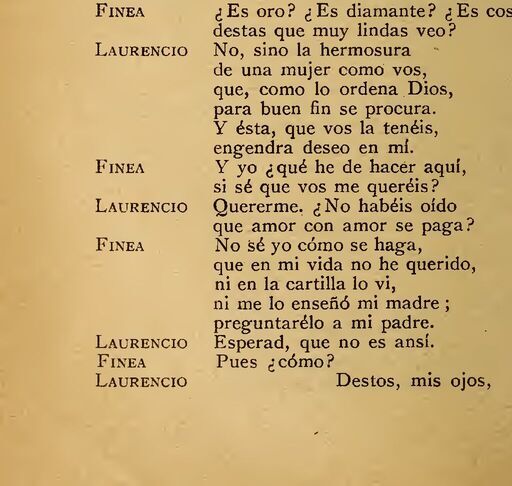 FINEA ¿Es oro? ¿Es diamante? ¿Es cos
destas que muy lindas veo?
LAURENCIO No, sino la hermosura
de una mujer como vos,
que, como lo ordena Dios,
para buen fin se procura.
Y ésta, que vos la tenéis,
engendra deseo en mí.
FINEA Y yo ¿qué he de hacer aquí,
si sé que vos me queréis?
LAURENCIO Quererme. ¿No habéis oído
que amor con amor se paga?
FINEA No sé yo cómo se haga,
que en mi vida no he querido,
ni en la cartilla lo vi,
ni me lo enseñó mi madre ;
preguntarélo a mi padre.
LAURENCIO Esperad, que no es ansí.
FINEA Pues ¿cómo?
LAURENCIO Destos, mis ojos,